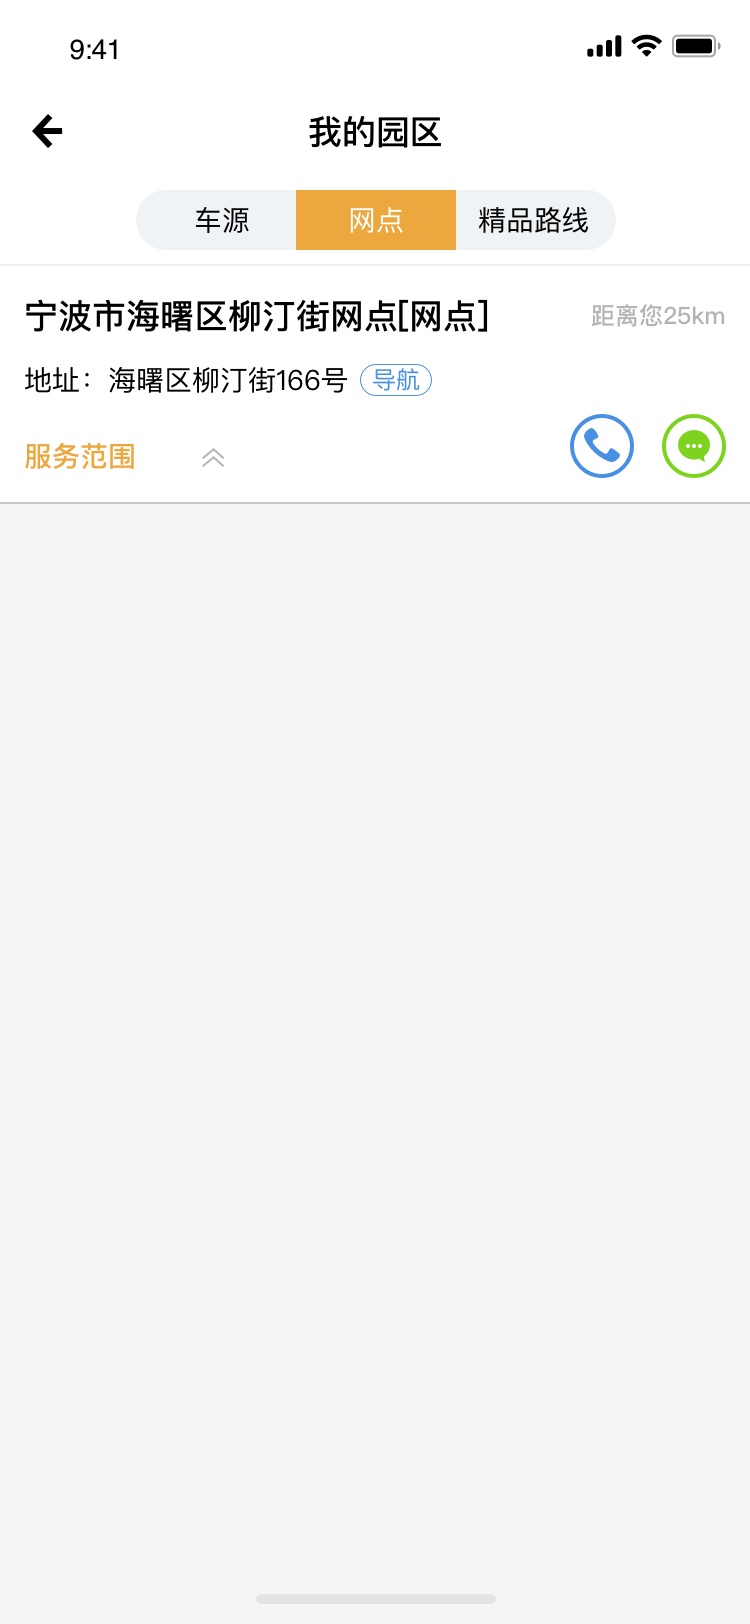 9:41
我的园区
车源 网点 精品路线
宁波市海曙区柳汀街网点[网点] 距离您25km
地址：海曙区柳汀街166号 导航
服务范围